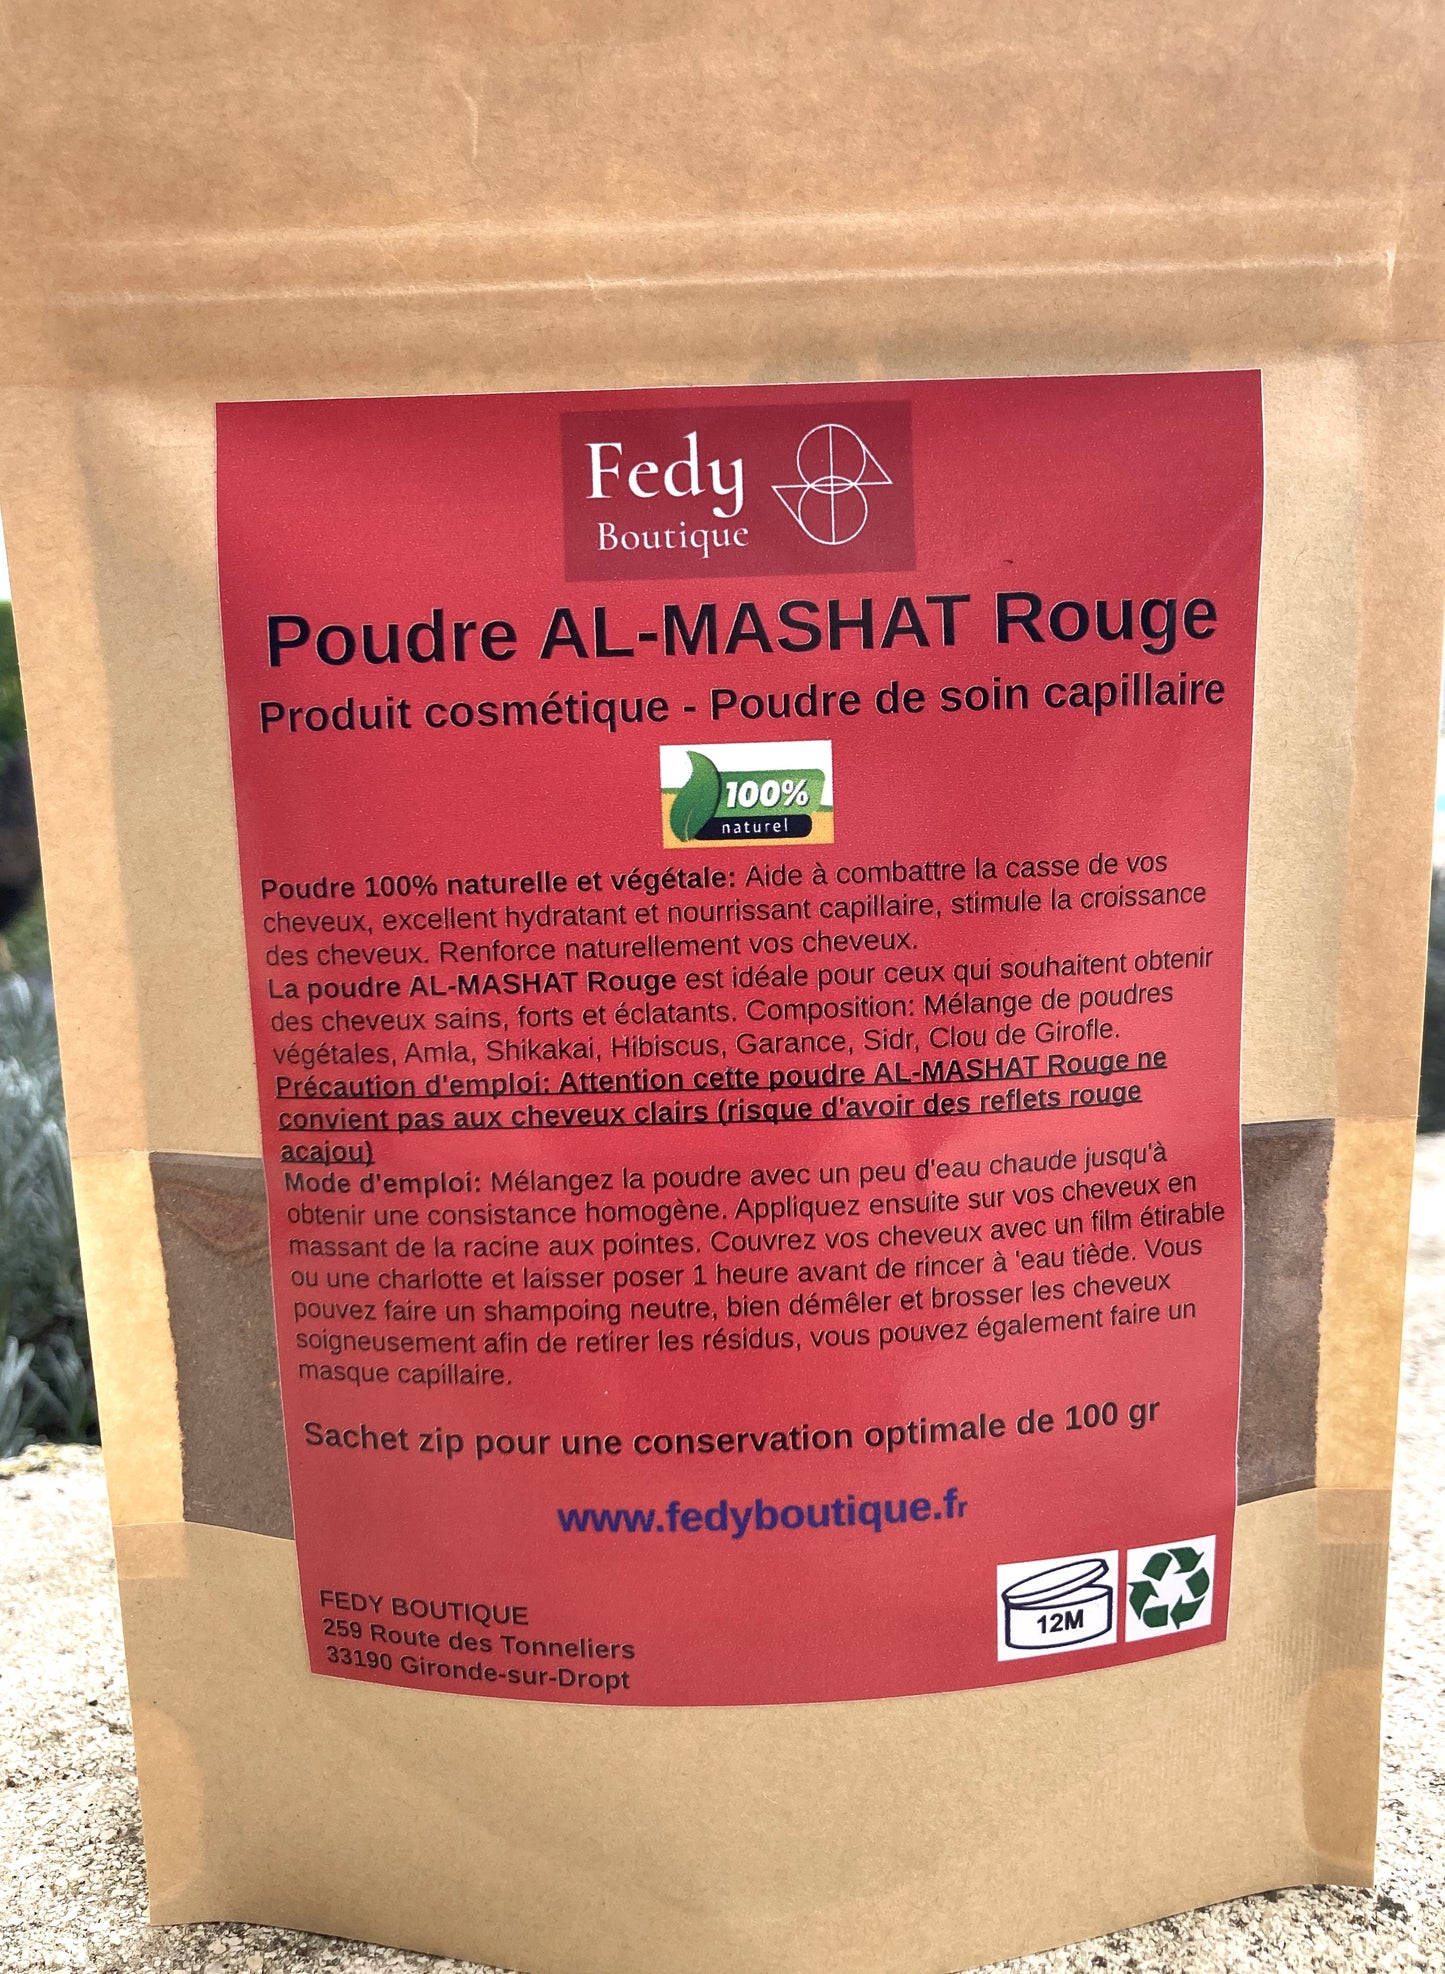 Fedy
Boutique
Poudre AL-MASHAT Rouge
Produit cosmétique - Poudre de soin capillaire
100%
naturel
Poudre 100% naturelle et végétale: Aide à combattre la casse de vos
cheveux, excellent hydratant et nourrissant capillaire, stimule la croissance
des cheveux. Renforce naturellement vos cheveux.
La poudre AL-MASHAT Rouge est idéale pour ceux qui souhaitent obtenir
des cheveux sains, forts et éclatants. Composition: Mélange de poudres
végétales, Amla, Shikakai, Hibiscus, Garance, Sidr, Clou de Girofle.
Précaution d'emploi: Attention cette poudre AL-MASHAT Rouge ne
convient pas aux cheveux clairs (risque d'avoir des reflets rouge
acajou)
Mode d'emploi: Mélangez la poudre avec un peu d'eau chaude jusqu'à
obtenir une consistance homogène. Appliquez ensuite sur vos cheveux en
massant de la racine aux pointes. Couvrez vos cheveux avec un film étirable
ou une charlotte et laisser poser 1 heure avant de rincer à 'eau tiède. Vous
pouvez faire un shampoing neutre, bien démêler et brosser les cheveux
soigneusement afin de retirer les résidus, vous pouvez également faire un
masque capillaire.
Sachet zip pour une conservation optimale de 100 gr
www.fedyboutique.fr
FEDY BOUTIQUE
259 Route des Tonneliers
33190 Gironde-sur-Dropt
12M